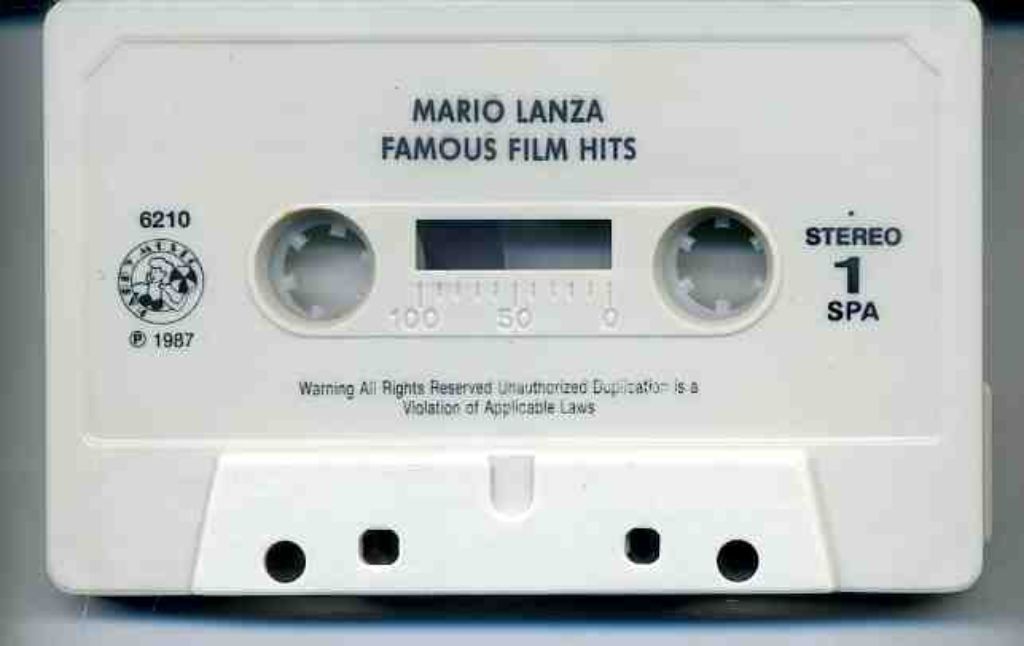 MARIO LANZA
FAMOUS FILM HITS
6210
℗ 1987
STEREO
1
SPA
100 50 0
Warning All Rights Reserved Unauthorized Duplication is a
Violation of Applicable Laws